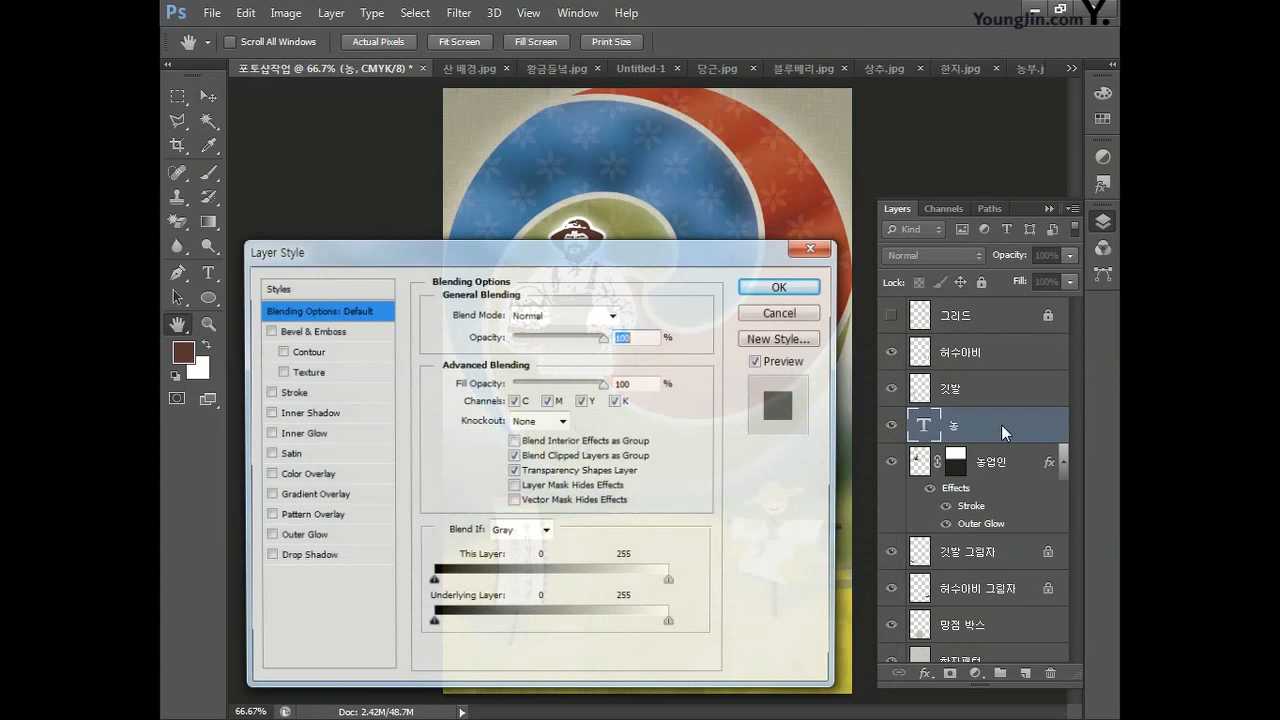 YoungJin.com Y.
Ps File Edit Image Layer Type Select Filter 3D View Window Help
Scroll All Windows Actual Pixels Fit Screen Fill Screen Print Size
포토샵작업 @ 66.7% (농, CMYK/8) * × 산 배경.jpg × 황금들녘.jpg × Untitled-1 × 당근.jpg × 블루베리.jpg × 상추.jpg × 한지.jpg × 농부.j
Layers Channels Paths
Kind
Normal Opacity: 100%
Lock: Fill: 100%
그리드
허수아비
깃발
T 농
농업인 fx
Effects
Stroke
Outer Glow
깃발 그림자
허수아비 그림자
망점 박스
한지패턴
Layer Style
Styles
Blending Options: Default
Bevel & Emboss
Contour
Texture
Stroke
Inner Shadow
Inner Glow
Satin
Color Overlay
Gradient Overlay
Pattern Overlay
Outer Glow
Drop Shadow
Blending Options
General Blending
Blend Mode: Normal
Opacity: 100 %
Advanced Blending
Fill Opacity: 100 %
Channels: C M Y K
Knockout: None
Blend Interior Effects as Group
Blend Clipped Layers as Group
Transparency Shapes Layer
Layer Mask Hides Effects
Vector Mask Hides Effects
Blend If: Gray
This Layer: 0 255
Underlying Layer: 0 255
OK
Cancel
New Style...
Preview
66.67% Doc: 2.42M/48.7M